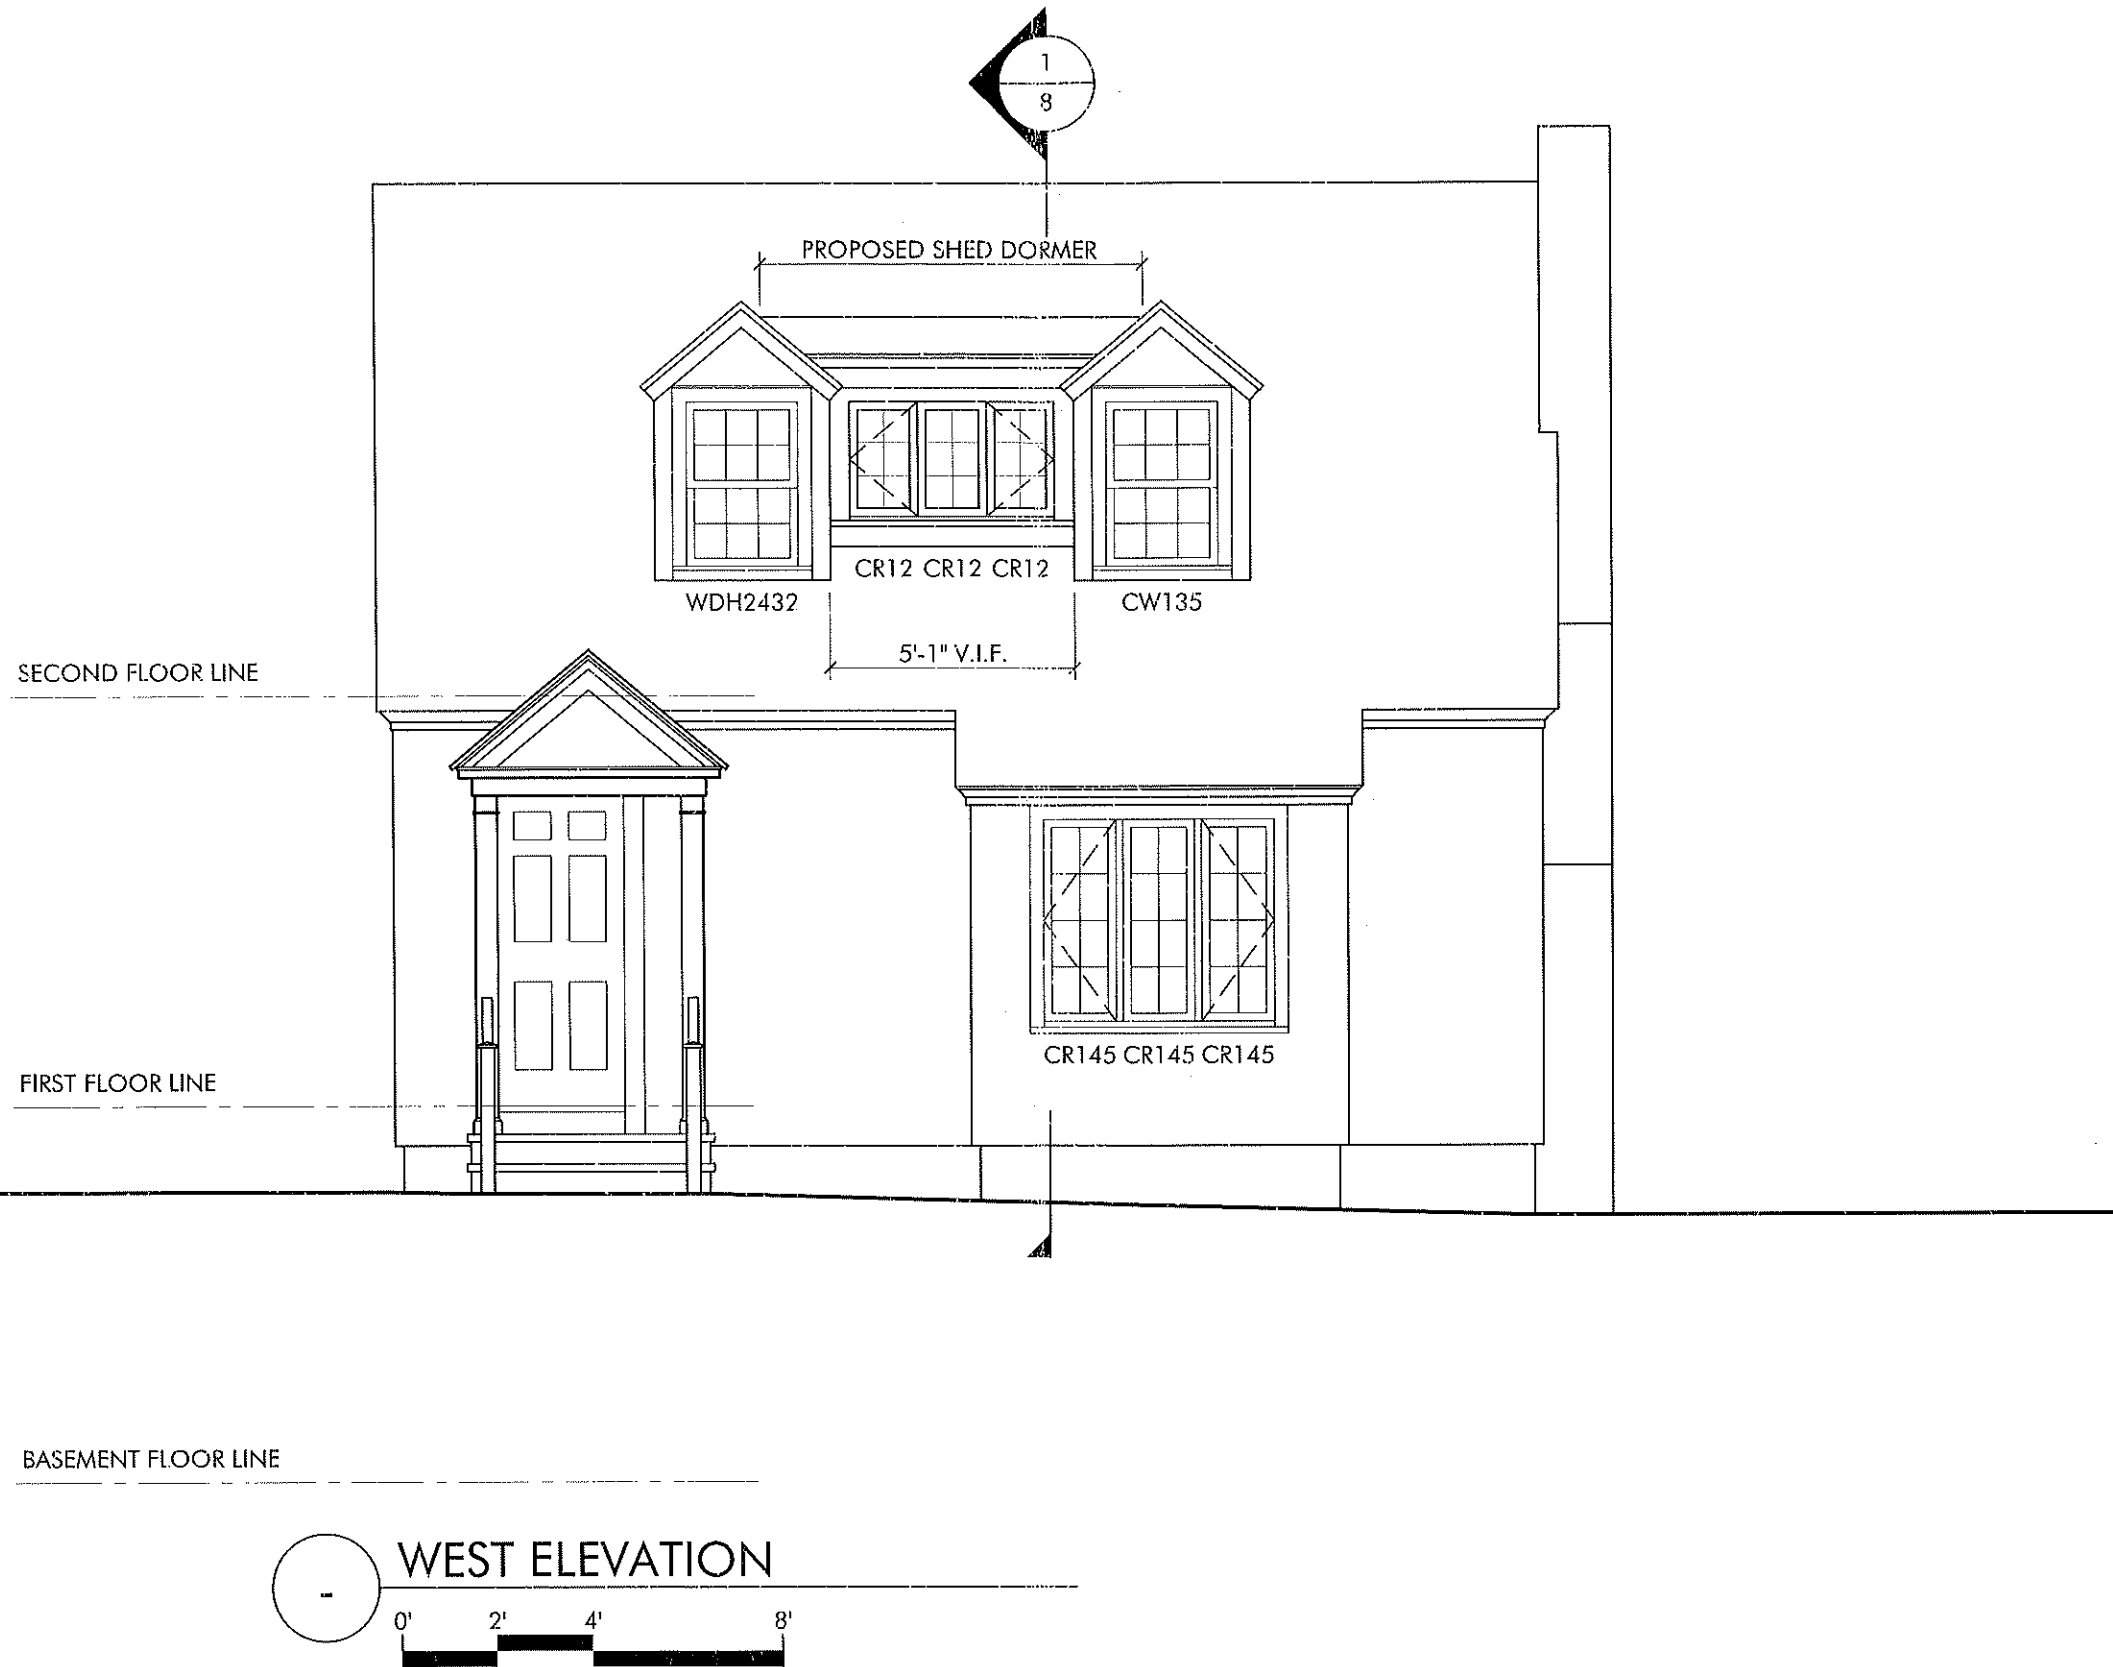 1
8
PROPOSED SHED DORMER
CR12 CR12 CR12
WDH2432
CW135
5'-1" V.I.F.
SECOND FLOOR LINE
CR145 CR145 CR145
FIRST FLOOR LINE
BASEMENT FLOOR LINE
WEST ELEVATION
-
0' 2' 4' 8'